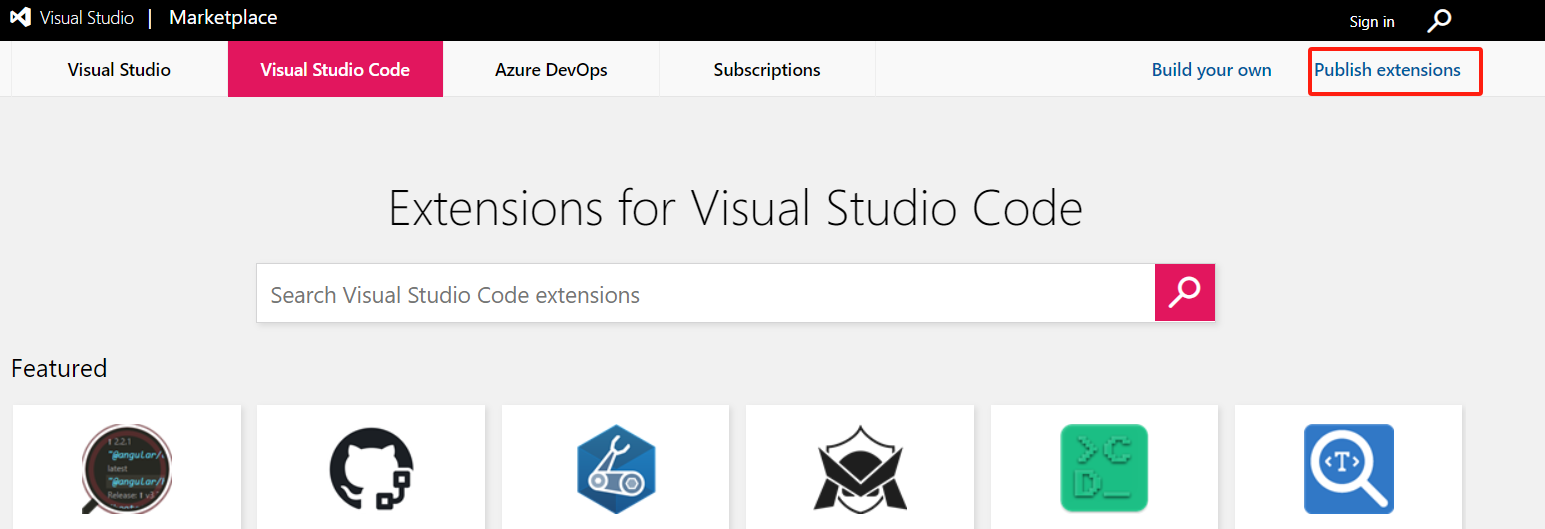 Visual Studio | Marketplace
Sign in
Visual Studio
Visual Studio Code
Azure DevOps
Subscriptions
Build your own
Publish extensions
Extensions for Visual Studio Code
Search Visual Studio Code extensions
Featured
2.2.1
"@angular/
latest
"@angular/
Release:
>C
D_
<T>